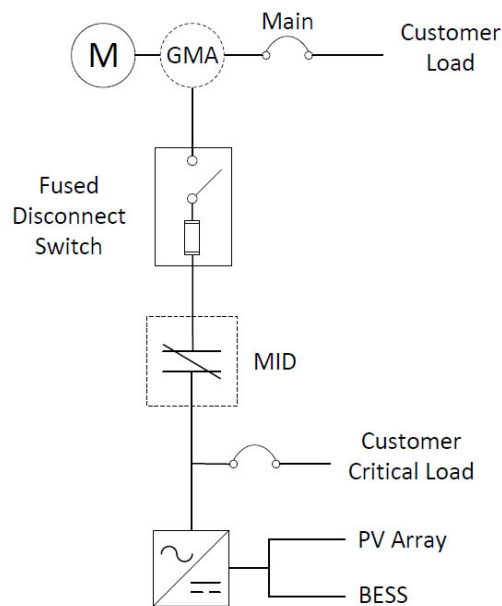 Main
Customer
Load
M
GMA
Fused
Disconnect
Switch
MID
Customer
Critical Load
PV Array
BESS